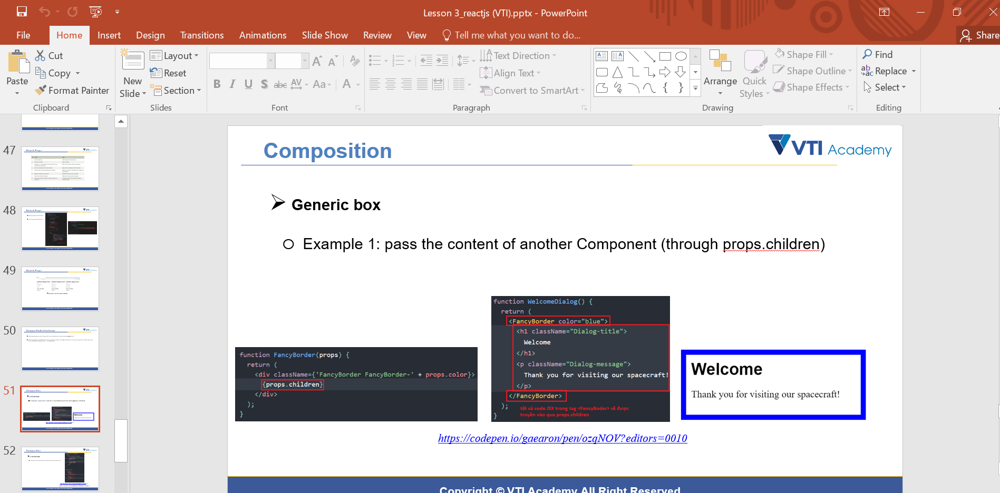 Lesson 3_reactjs (VTI).pptx - PowerPoint
File Home Insert Design Transitions Animations Slide Show Review View Tell me what you want to do... Share
Paste
Cut
Copy
Format Painter
Clipboard
New Slide
Layout
Reset
Section
Slides
B I U S abc AV Aa A
Font
Text Direction
Align Text
Convert to SmartArt
Paragraph
Arrange
Quick Styles
Shape Fill
Shape Outline
Shape Effects
Drawing
Find
Replace
Select
Editing
47
48
49
50
51
52
Composition
VTI Academy
Generic box
Example 1: pass the content of another Component (through props.children)
function FancyBorder(props) {
return (
<div className={'FancyBorder FancyBorder-' + props.color}>
{props.children}
</div>
);
}
function WelcomeDialog() {
return (
<FancyBorder color="blue">
<h1 className="Dialog-title">
Welcome
</h1>
<p className="Dialog-message">
Thank you for visiting our spacecraft!
</p>
</FancyBorder>
);
}
tất cả code JSX trong tag <FancyBoder> sẽ được
truyền vào qua props.children
Welcome
Thank you for visiting our spacecraft!
https://codepen.io/gaearon/pen/ozqNOV?editors=0010
Copyright © VTI Academy All Right Reserved